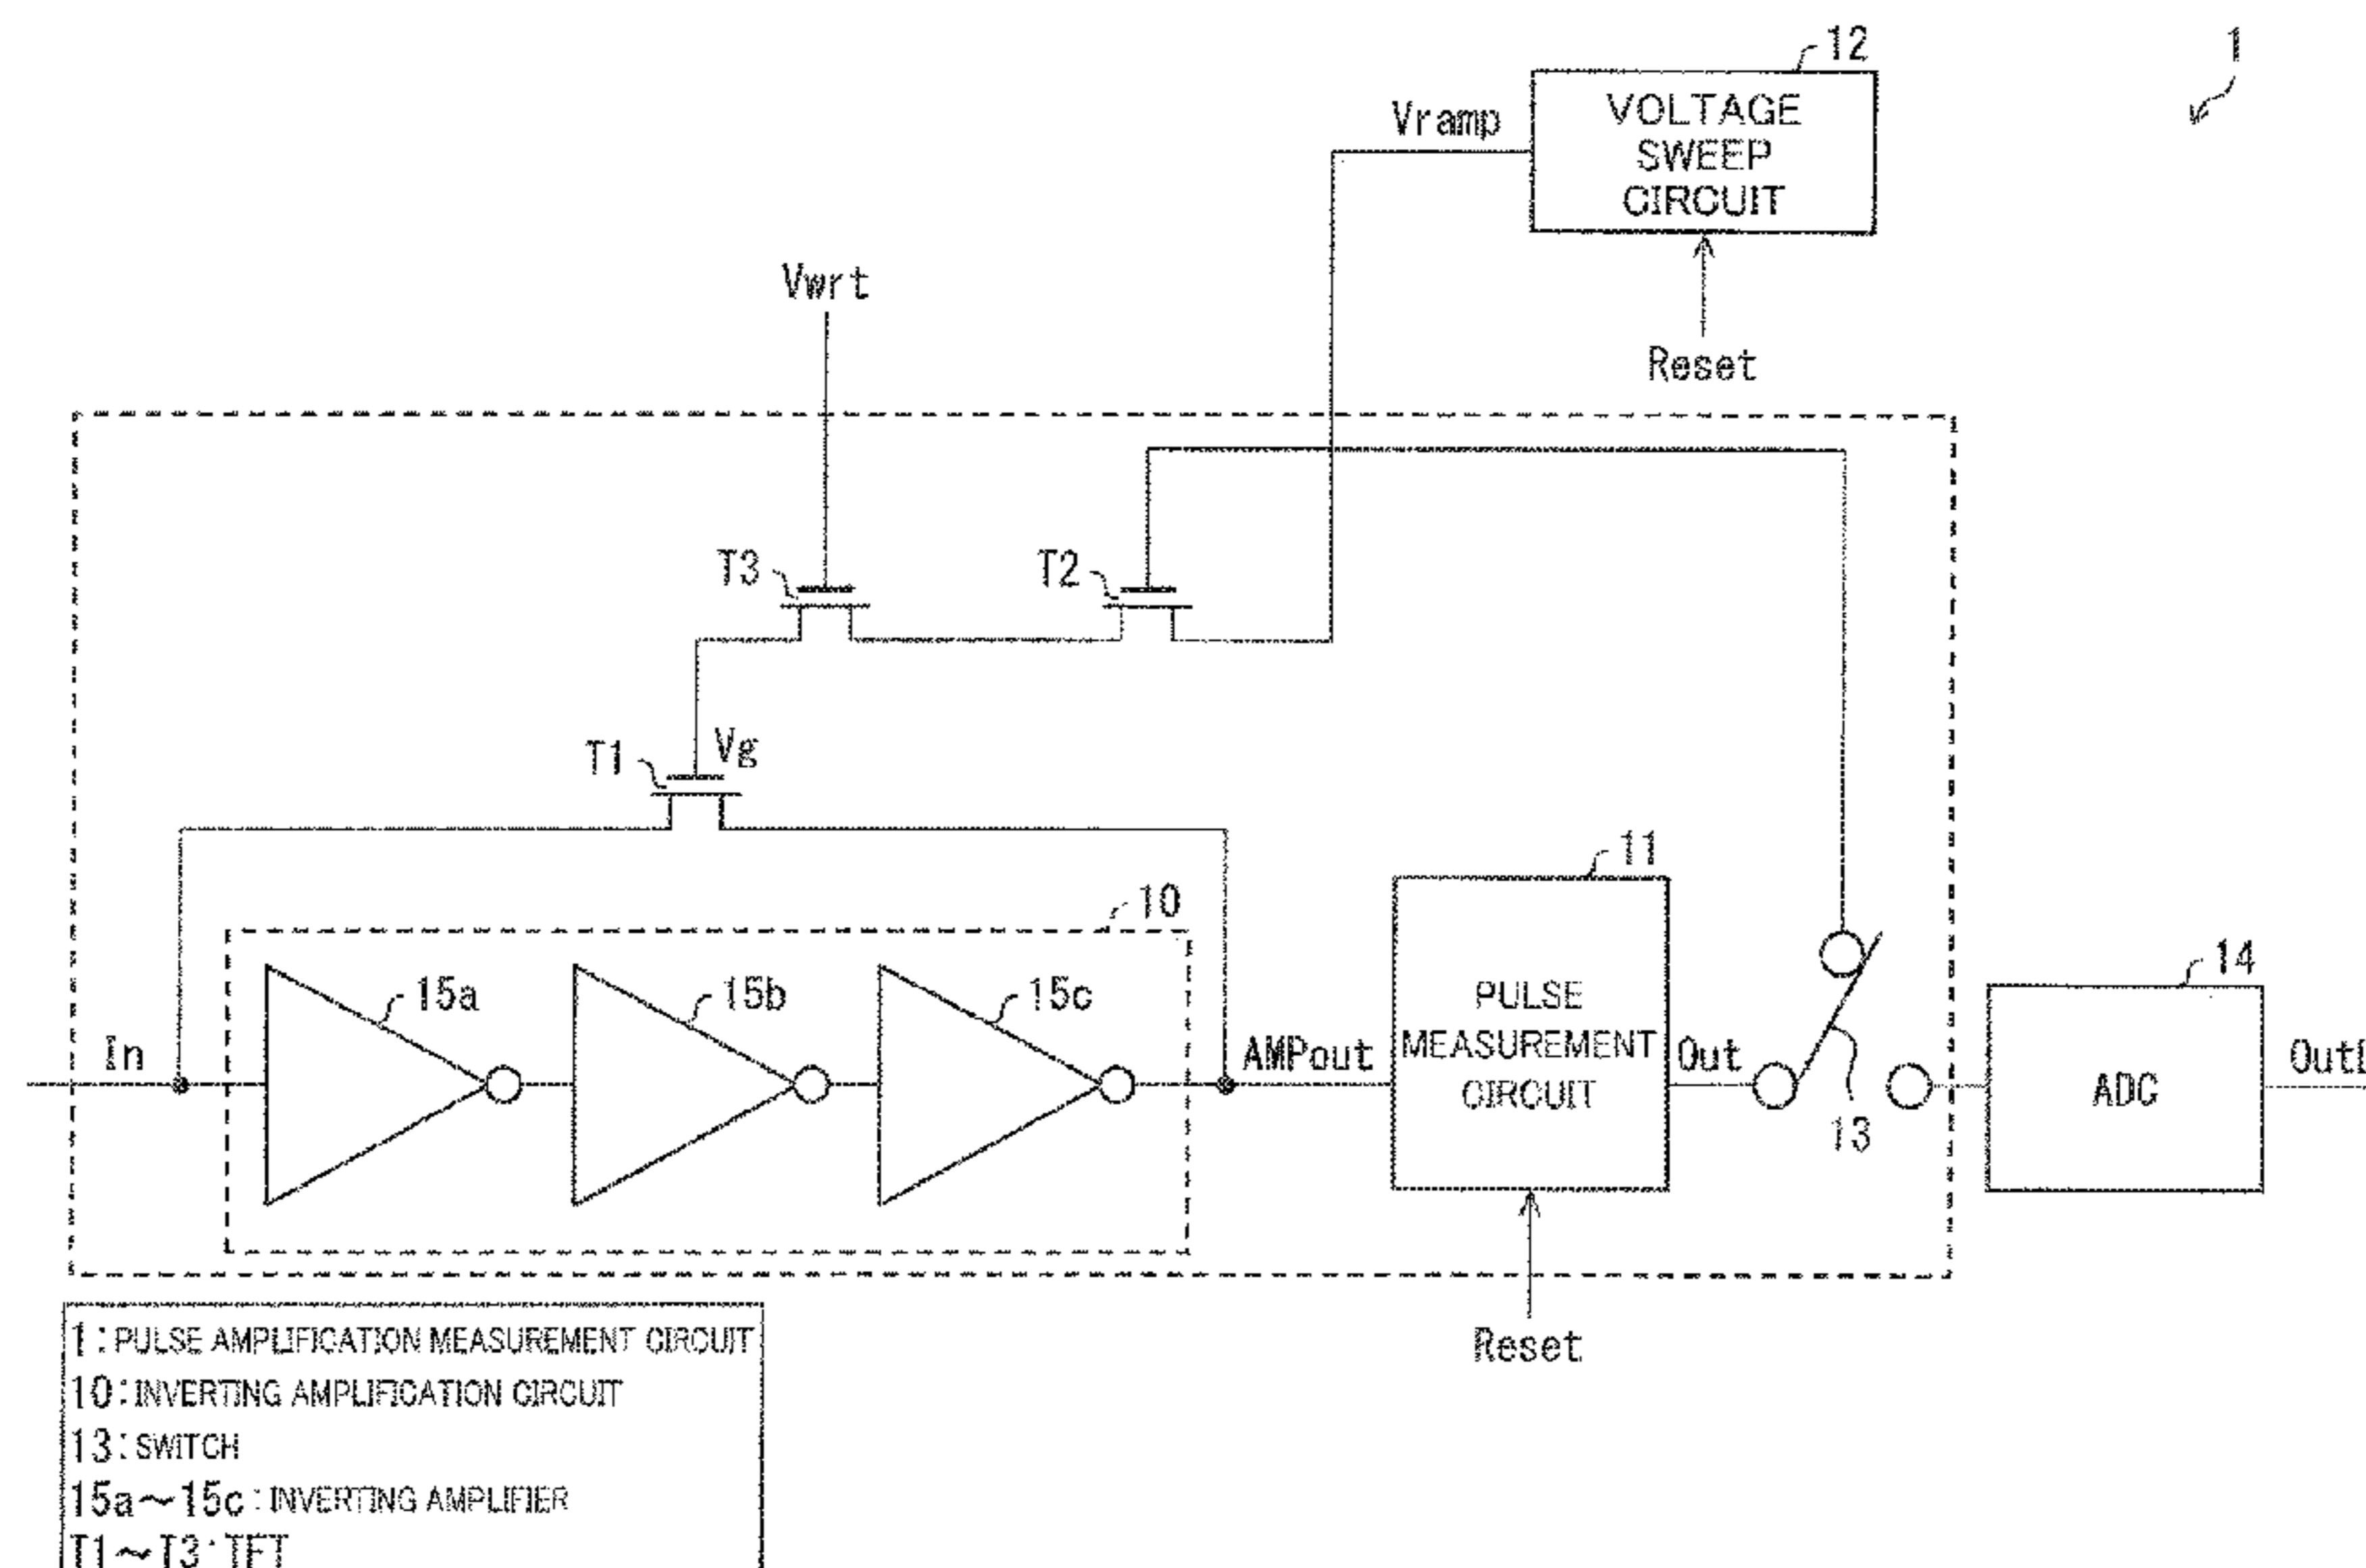 1
12
VOLTAGE
SWEEP
CIRCUIT
Vramp
Reset
Vwrt
T3
T2
T1
Vg
11
10
15a
15b
15c
14
In
AMPout
PULSE
MEASUREMENT
CIRCUIT
Out
13
ADC
Reset
1:PULSE AMPLIFICATION MEASUREMENT CIRCUIT
10:INVERTING AMPLIFICATION CIRCUIT
13:SWITCH
15a~15c:INVERTING AMPLIFIER
T1~T3:TFT